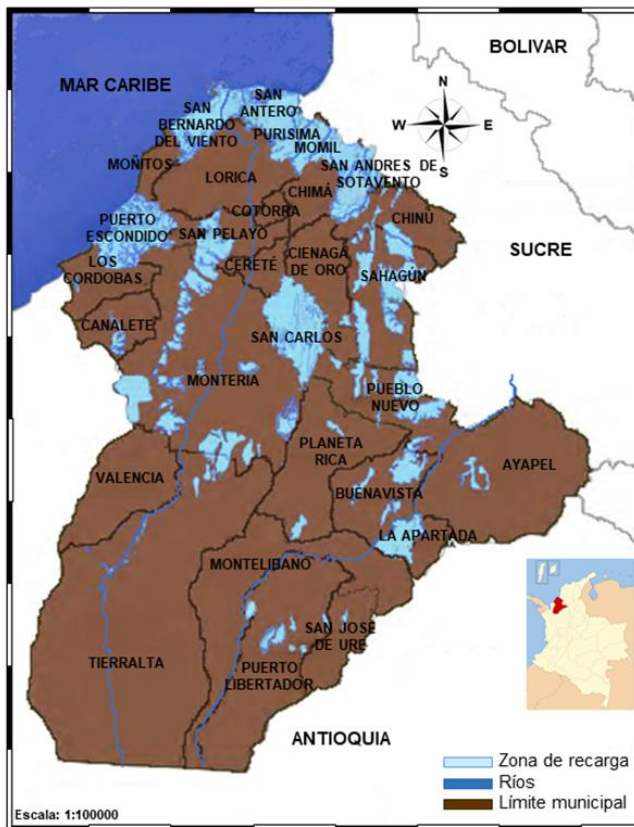 BOLIVAR
MAR CARIBE
N
W
E
S
SAN
ANTERO
SAN
BERNARDO
DEL VIENTO
PURISIMA
MOMIL
MOÑITOS
SAN ANDRES DE
SOTAVENTO
LORICA
CHIMÁ
COTORRA
CHINÚ
PUERTO
ESCONDIDO
SAN PELAYO
SUCRE
LOS
CORDOBAS
CERETÉ
CIENAGA
DE ORO
SAHAGÚN
CANALETE
SAN CARLOS
MONTERIA
PUEBLO
NUEVO
PLANETA
RICA
AYAPEL
VALENCIA
BUENAVISTA
LA APARTADA
MONTELIBANO
SAN JOSE
DE URE
TIERRALTA
PUERTO
LIBERTADOR
ANTIOQUIA
Zona de recarga
Ríos
Límite municipal
Escala: 1:100000